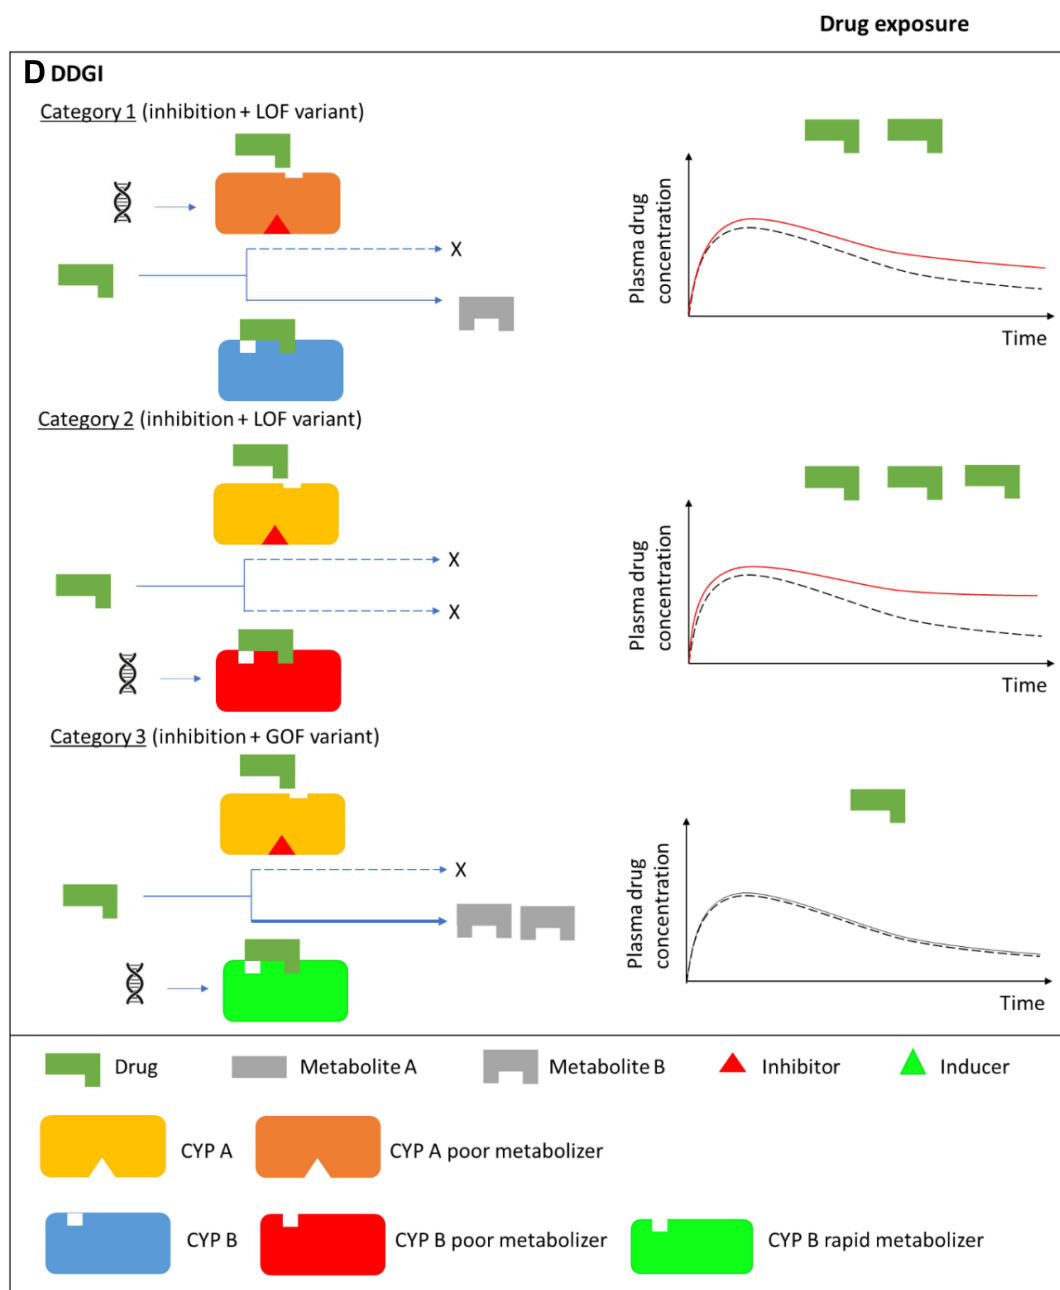 Drug exposure
D DDGI
Category 1 (inhibition + LOF variant)
X
Plasma drug
concentration
Time
Category 2 (inhibition + LOF variant)
X
X
Plasma drug
concentration
Time
Category 3 (inhibition + GOF variant)
X
Plasma drug
concentration
Time
Drug
Metabolite A
Metabolite B
Inhibitor
Inducer
CYP A
CYP A poor metabolizer
CYP B
CYP B poor metabolizer
CYP B rapid metabolizer